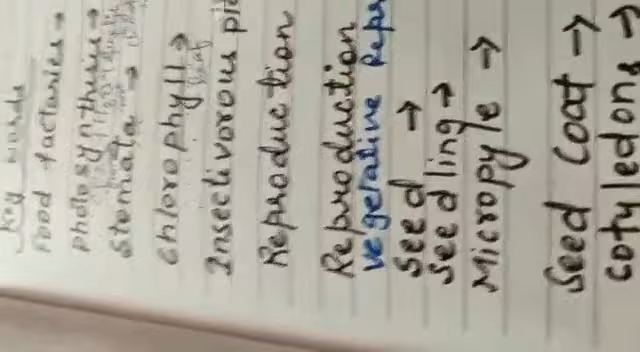 Key words
Food factories →
Photosynthesis →
Stomata →
Chlorophyll →
Insectivorous pl
Reproduction
Reproduction
vegetative Repr
Seed →
Seedling →
Micropyle →
Seed Coat →
Cotyledons →